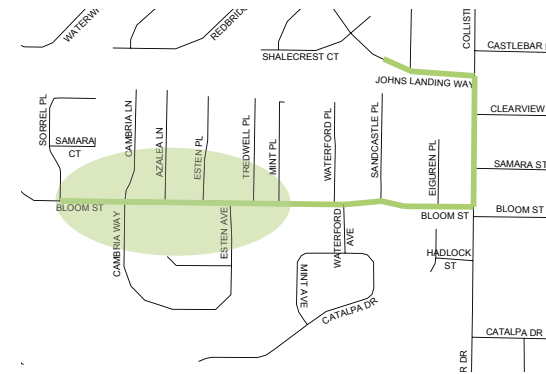 WATERW
REDBRID
COLLISTE
SHALECREST CT
CASTLEBAR
JOHNS LANDING WAY
SORREL PL
CAMBRIA LN
AZALEA LN
ESTEN PL
TREDWELL PL
MINT PL
WATERFORD PL
SANDCASTLE PL
EIGUREN PL
CLEARVIEW
SAMARA
CT
SAMARA ST
BLOOM ST
BLOOM ST
BLOOM ST
CAMBRIA WAY
ESTEN AVE
WATERFORD
AVE
HADLOCK
ST
MINT AVE
CATALPA DR
CATALPA DR
R DR